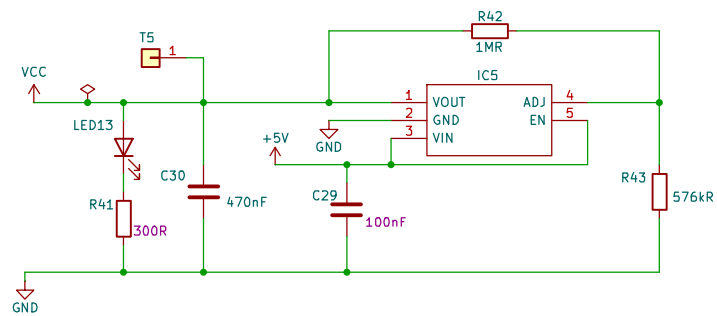 R42
1MR
T5
1
VCC
IC5
1
VOUT
ADJ
4
2
GND
EN
5
3
VIN
GND
+5V
LED13
C30
470nF
R41
300R
C29
100nF
R43
576kR
GND